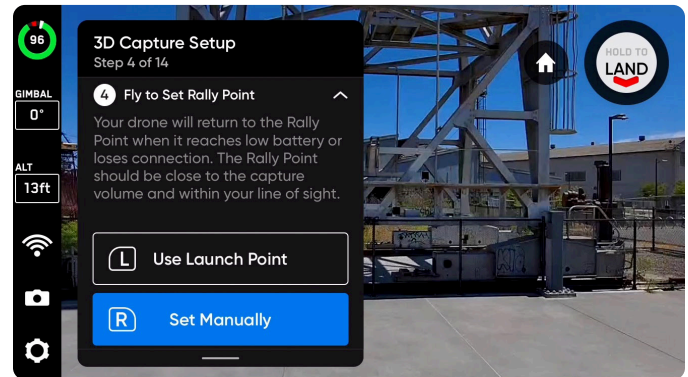 96
GIMBAL
0°
ALT
13ft
3D Capture Setup
Step 4 of 14
4 Fly to Set Rally Point
Your drone will return to the Rally
Point when it reaches low battery or
loses connection. The Rally Point
should be close to the capture
volume and within your line of sight.
L Use Launch Point
R Set Manually
HOLD TO
LAND